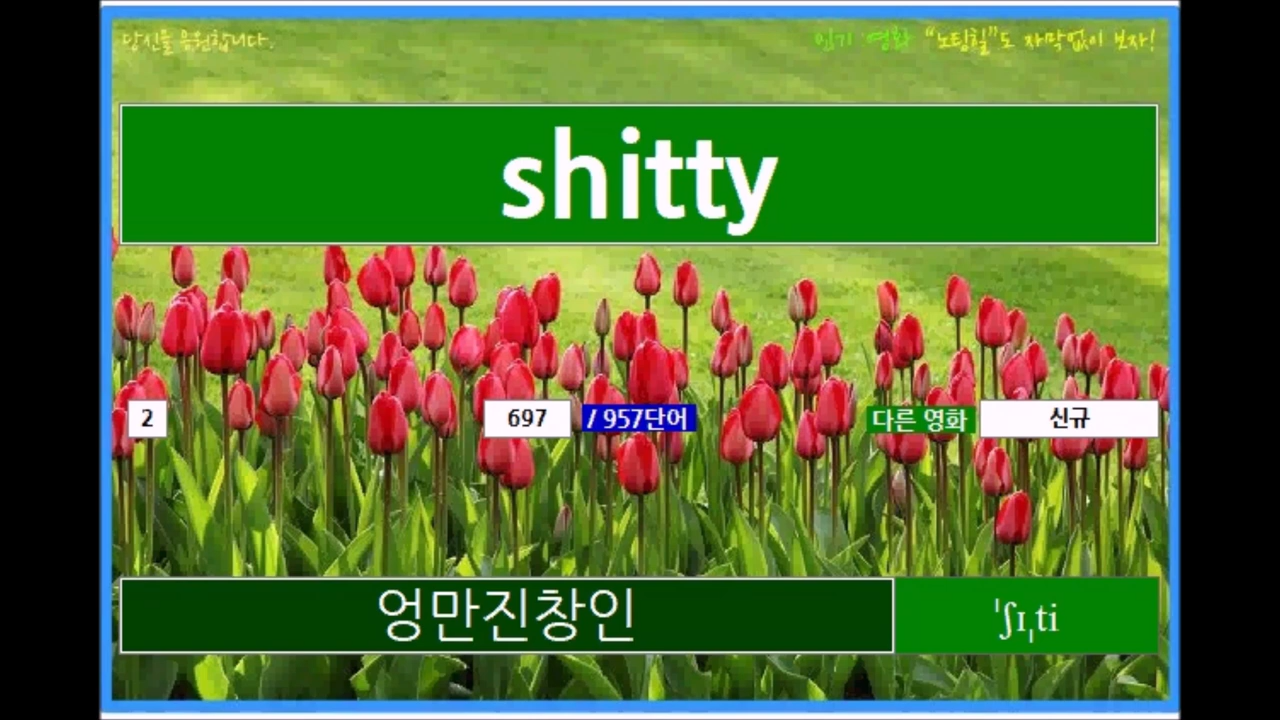 당신을 응원합니다.
인기 영화 "노팅힐"도 자막없이 보자!
shitty
2
697
/ 957단어
다른 영화
신규
엉만진창인
ˈʃɪˌti